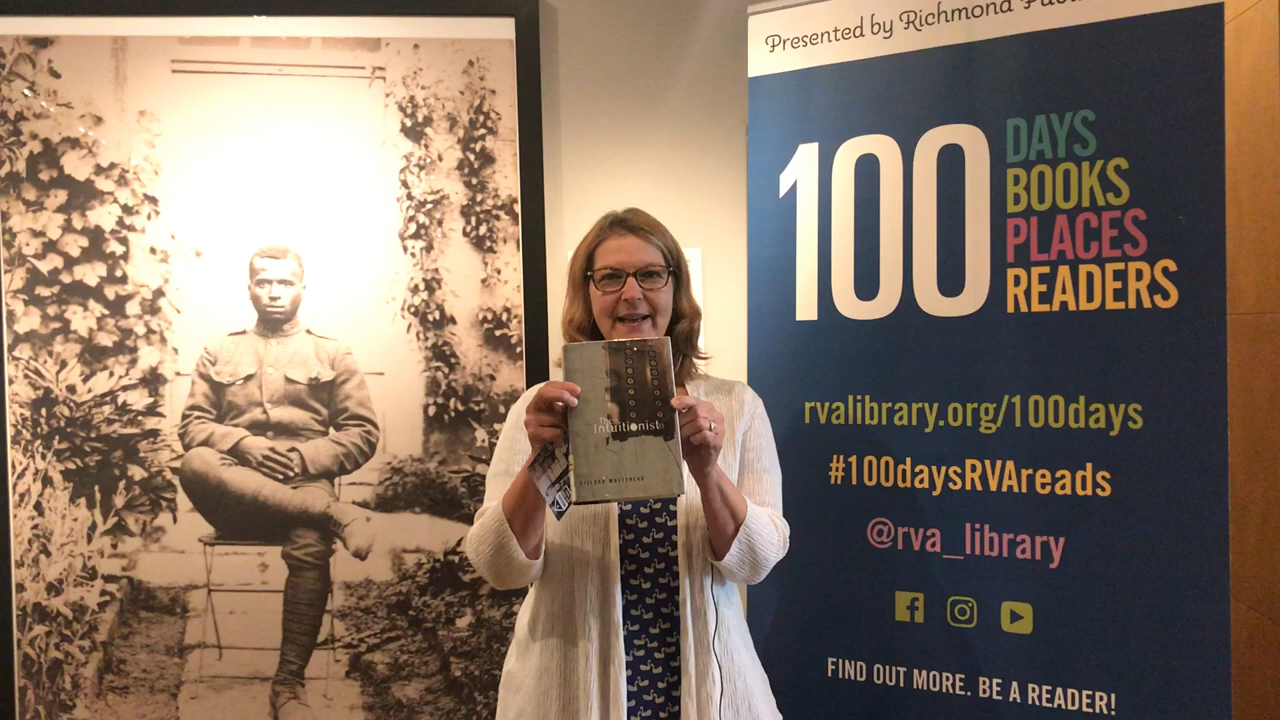 Presented by Richmond
100
DAYS
BOOKS
PLACES
READERS
rvalibrary.org/100days
#100daysRVAreads
@rva_library
FIND OUT MORE. BE A READER!
The
Intuitionist
COLSON WHITEHEAD